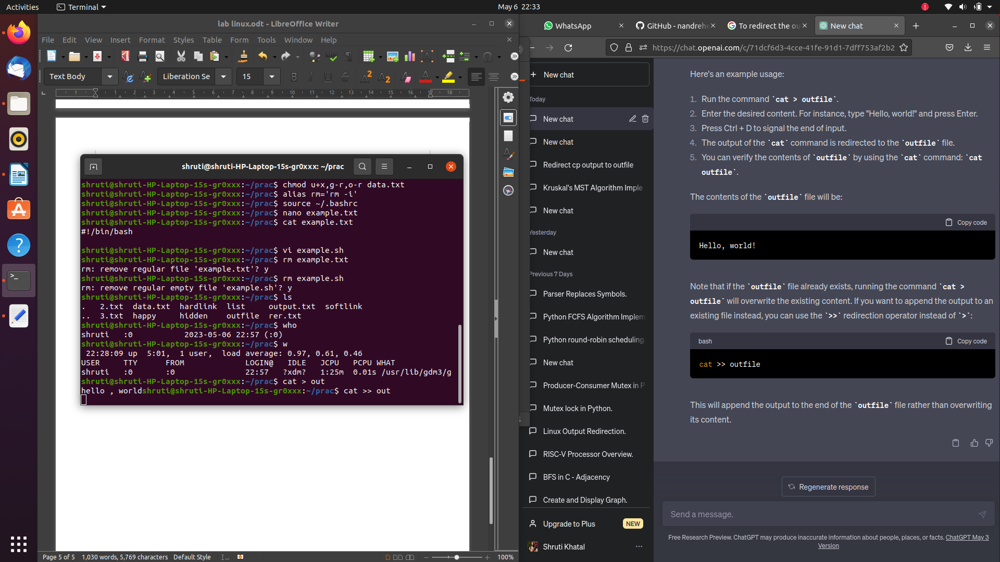 Activities
Terminal
May 6 22:33
lab linux.odt - LibreOffice Writer
File Edit View Insert Format Styles Table Form Tools Window Help
Text Body
Liberation Se
15
1 1 2 3 4 5 6 7 8 9 10 11 12 13 14 15 16 17 18
shruti@shruti-HP-Laptop-15s-gr0xxx: ~/prac
shruti@shruti-HP-Laptop-15s-gr0xxx:~/prac$ chmod u+x,g-r,o-r data.txt
shruti@shruti-HP-Laptop-15s-gr0xxx:~/prac$ alias rm='rm -i'
shruti@shruti-HP-Laptop-15s-gr0xxx:~/prac$ source ~/.bashrc
shruti@shruti-HP-Laptop-15s-gr0xxx:~/prac$ nano example.txt
shruti@shruti-HP-Laptop-15s-gr0xxx:~/prac$ cat example.txt
#!/bin/bash
shruti@shruti-HP-Laptop-15s-gr0xxx:~/prac$ vi example.sh
shruti@shruti-HP-Laptop-15s-gr0xxx:~/prac$ rm example.txt
rm: remove regular file 'example.txt'? y
shruti@shruti-HP-Laptop-15s-gr0xxx:~/prac$ rm example.sh
rm: remove regular empty file 'example.sh'? y
shruti@shruti-HP-Laptop-15s-gr0xxx:~/prac$ ls
. 2.txt data.txt hardlink list output.txt softlink
.. 3.txt happy hidden outfile rer.txt
shruti@shruti-HP-Laptop-15s-gr0xxx:~/prac$ who
shruti :0 2023-05-06 22:57 (:0)
shruti@shruti-HP-Laptop-15s-gr0xxx:~/prac$ w
22:28:09 up 5:01, 1 user, load average: 0.97, 0.61, 0.46
USER TTY FROM LOGIN@ IDLE JCPU PCPU WHAT
shruti :0 :0 22:57 ?xdm? 1:25m 0.01s /usr/lib/gdm3/g
shruti@shruti-HP-Laptop-15s-gr0xxx:~/prac$ cat > out
hello , worldshruti@shruti-HP-Laptop-15s-gr0xxx:~/prac$ cat >> out
Page 5 of 5
1,030 words, 5,769 characters
Default Style
100%
WhatsApp
GitHub - nandrehe
To redirect the ou
New chat
https://chat.openai.com/c/71dcf6d3-4cce-41fe-91d1-7dff753af2b2
New chat
Today
New chat
New chat
Redirect cp output to outfile
Kruskal's MST Algorithm Imple
New chat
Yesterday
New chat
Previous 7 Days
Parser Replaces Symbols.
Python FCFS Algorithm Implem
Python round-robin scheduling.
New chat
Producer-Consumer Mutex in P
Mutex lock in Python.
Linux Output Redirection.
RISC-V Processor Overview.
BFS in C - Adjacency
Create and Display Graph.
Upgrade to Plus
NEW
Shruti Khatal
Here's an example usage:
1. Run the command `cat > outfile`.
2. Enter the desired content. For instance, type "Hello, world!" and press Enter.
3. Press Ctrl + D to signal the end of input.
4. The output of the `cat` command is redirected to the `outfile` file.
5. You can verify the contents of `outfile` by using the `cat` command: `cat
outfile`.
The contents of the `outfile` file will be:
Copy code
Hello, world!
Note that if the `outfile` file already exists, running the command `cat >
outfile` will overwrite the existing content. If you want to append the output to an
existing file instead, you can use the `>>` redirection operator instead of `>`:
bash
Copy code
cat >> outfile
This will append the output to the end of the `outfile` file rather than overwriting
its content.
Regenerate response
Send a message.
Free Research Preview. ChatGPT may produce inaccurate information about people, places, or facts. ChatGPT May 3
Version